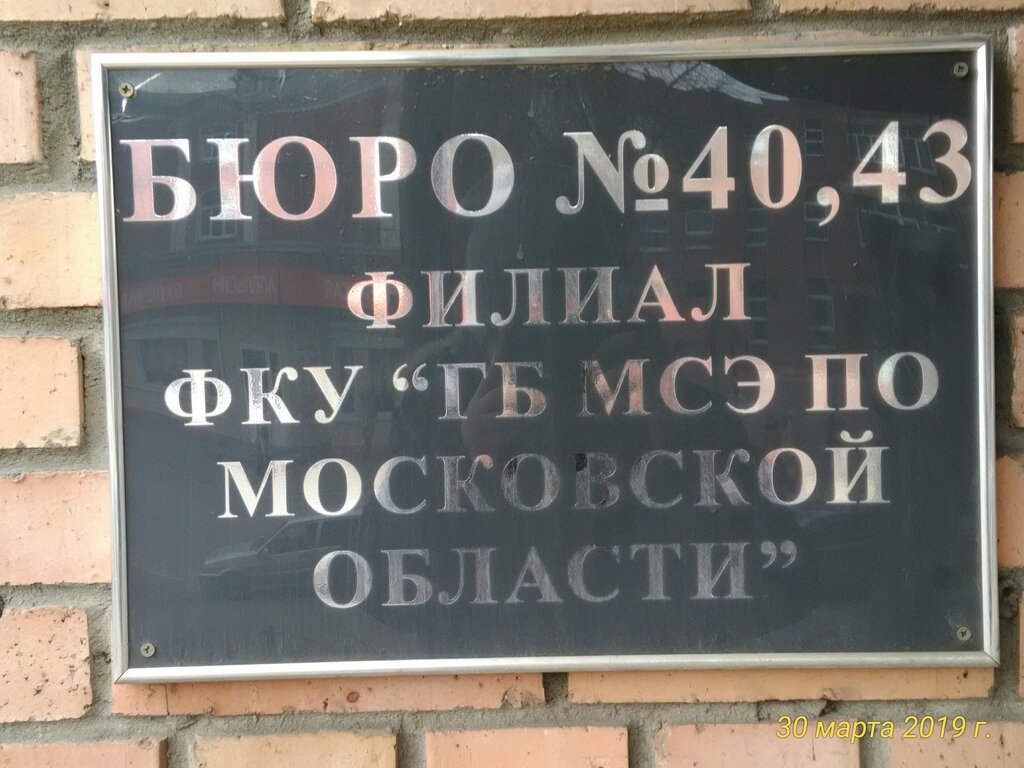 БЮРО №40,43
ФИЛИАЛ
ФКУ “ГБ МСЭ ПО
МОСКОВСКОЙ
ОБЛАСТИ”
30 марта 2019 г.